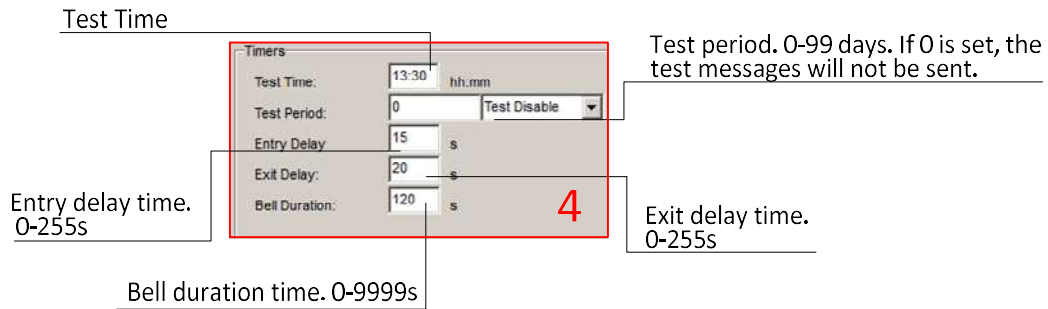 Test Time
Test period. 0-99 days. If 0 is set, the
test messages will not be sent.
Timers
Test Time: 13:30 hh:mm
Test Period: 0 Test Disable
Entry Delay 15 s
Exit Delay: 20 s
Bell Duration: 120 s
4
Entry delay time.
0-255s
Exit delay time.
0-255s
Bell duration time. 0-9999s